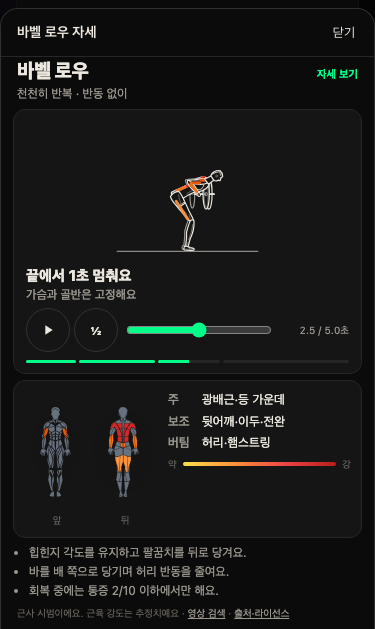 바벨 로우 자세 닫기
바벨 로우 자세 보기
천천히 반복 · 반동 없이
끝에서 1초 멈춰요
가슴과 골반은 고정해요
½ 2.5 / 5.0초
주 광배근·등 가운데
보조 뒷어깨·이두·전완
버팀 허리·햄스트링
약 강
앞 뒤
• 힙힌지 각도를 유지하고 팔꿈치를 뒤로 당겨요.
• 바를 배 쪽으로 당기며 허리 반동을 줄여요.
• 회복 중에는 통증 2/10 이하에서만 해요.
근사 시범이에요. 근육 강도는 추정치예요 · 영상 검색 · 출처·라이선스